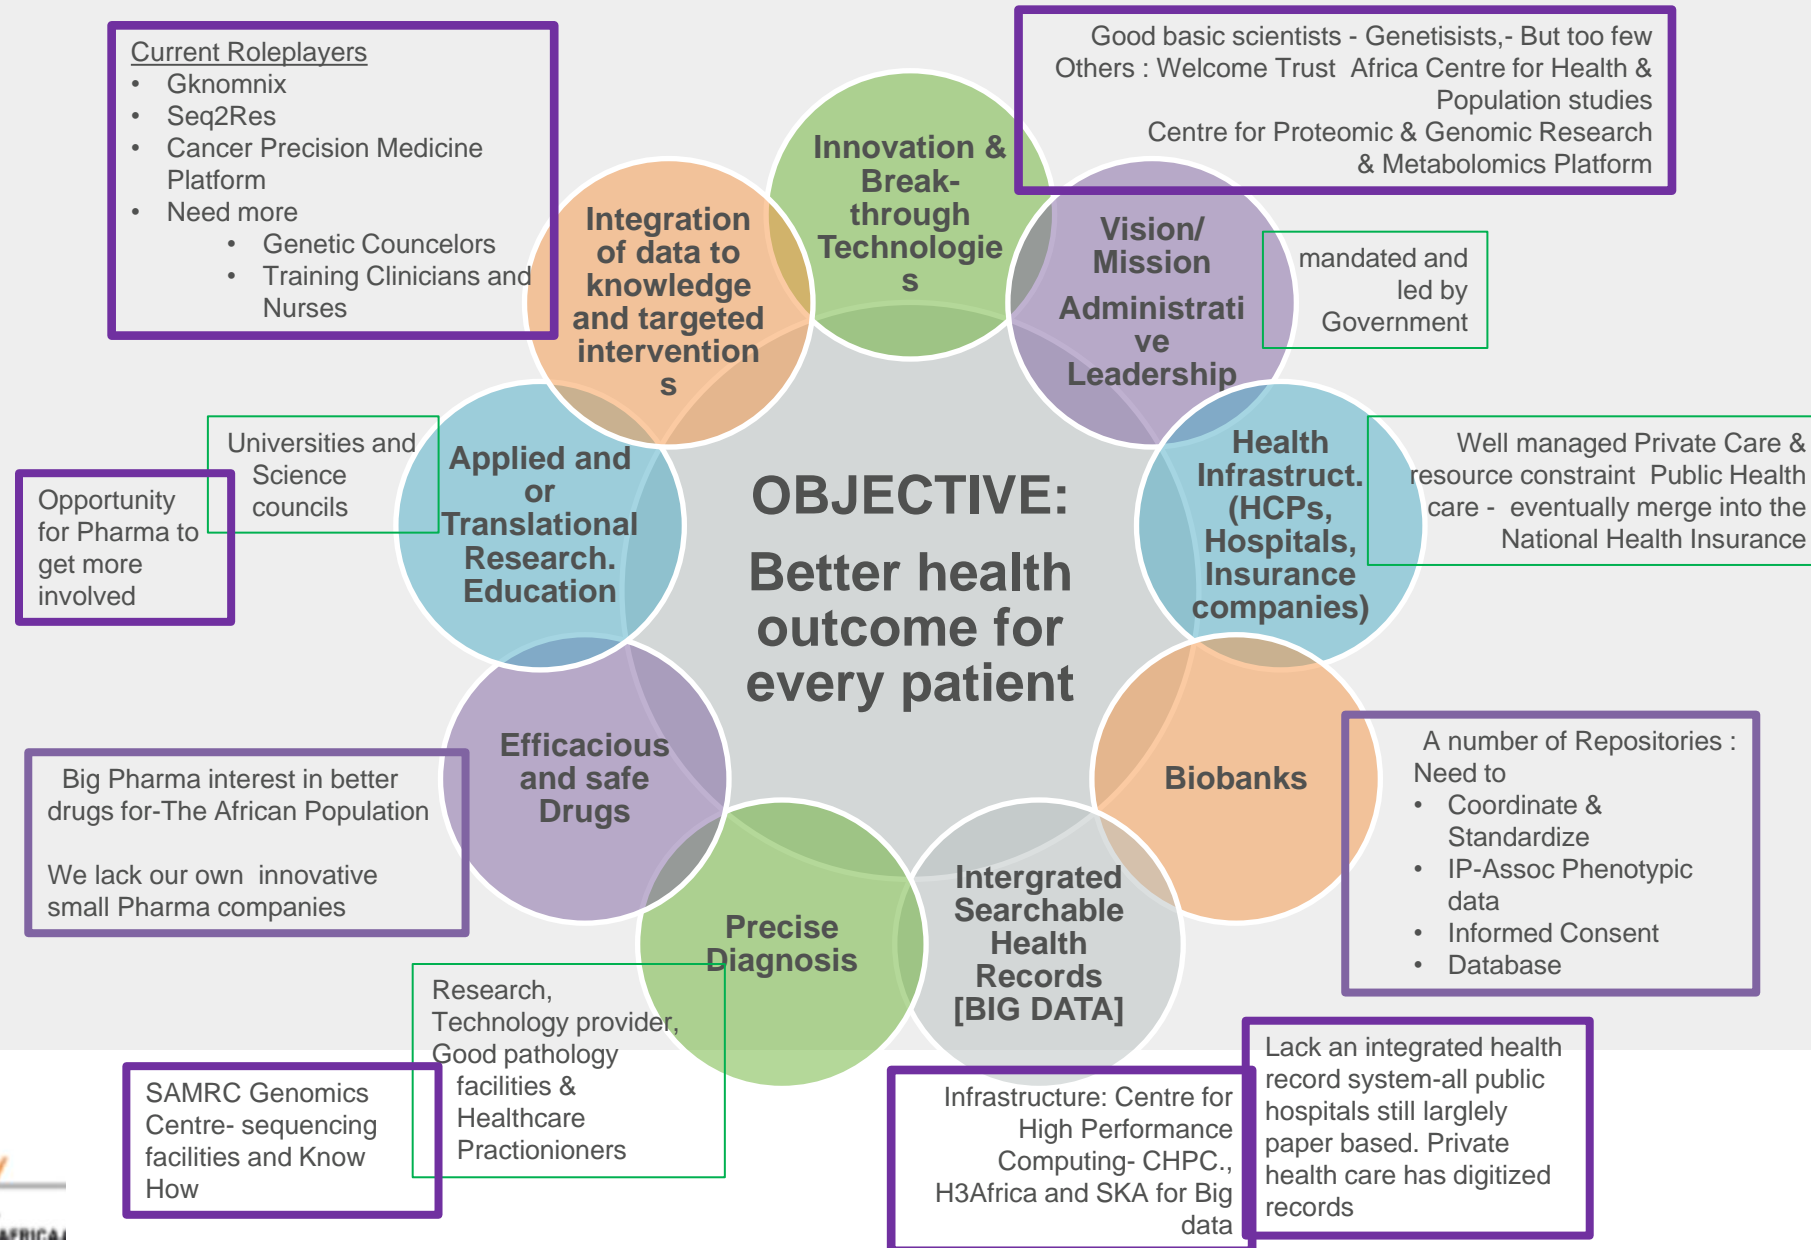 Current Roleplayers
• Gknomnix
• Seq2Res
• Cancer Precision Medicine
Platform
• Need more
• Genetic Councelors
• Training Clinicians and
Nurses
Good basic scientists - Genetisists,- But too few
Others : Welcome Trust Africa Centre for Health &
Population studies
Centre for Proteomic & Genomic Research
& Metabolomics Platform
Innovation &
Break-
through
Technologie
s
Vision/
Mission
Administrati
ve
Leadership
mandated and
led by
Government
Integration
of data to
knowledge
and targeted
intervention
s
Health
Infrastruct.
(HCPs,
Hospitals,
Insurance
companies)
Well managed Private Care &
resource constraint Public Health
care - eventually merge into the
National Health Insurance
Universities and
Science
councils
Opportunity
for Pharma to
get more
involved
Applied and
or
Translational
Research.
Education
OBJECTIVE:
Better health
outcome for
every patient
Efficacious
and safe
Drugs
Big Pharma interest in better
drugs for-The African Population
We lack our own innovative
small Pharma companies
Biobanks
A number of Repositories :
Need to
• Coordinate &
Standardize
• IP-Assoc Phenotypic
data
• Informed Consent
• Database
Precise
Diagnosis
Intergrated
Searchable
Health
Records
[BIG DATA]
Research,
Technology provider,
Good pathology
facilities &
Healthcare
Practionioners
SAMRC Genomics
Centre- sequencing
facilities and Know
How
Infrastructure: Centre for
High Performance
Computing- CHPC.,
H3Africa and SKA for Big
data
Lack an integrated health
record system-all public
hospitals still larglely
paper based. Private
health care has digitized
records
AFRICA